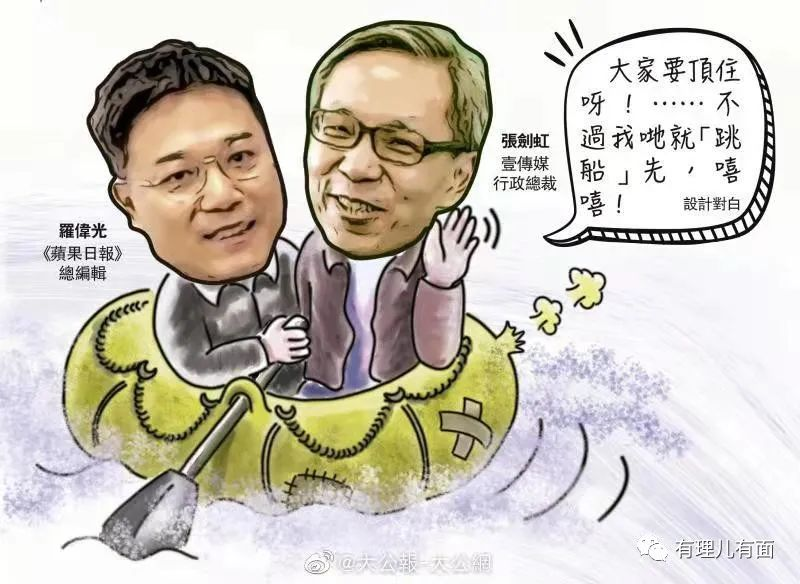 大家要頂住
呀！……不
過我哋就「跳
船」先，嘻
嘻！
設計對白
張劍虹
壹傳媒
行政總裁
羅偉光
《蘋果日報》
總編輯
@大公報-大公網
有理儿有面